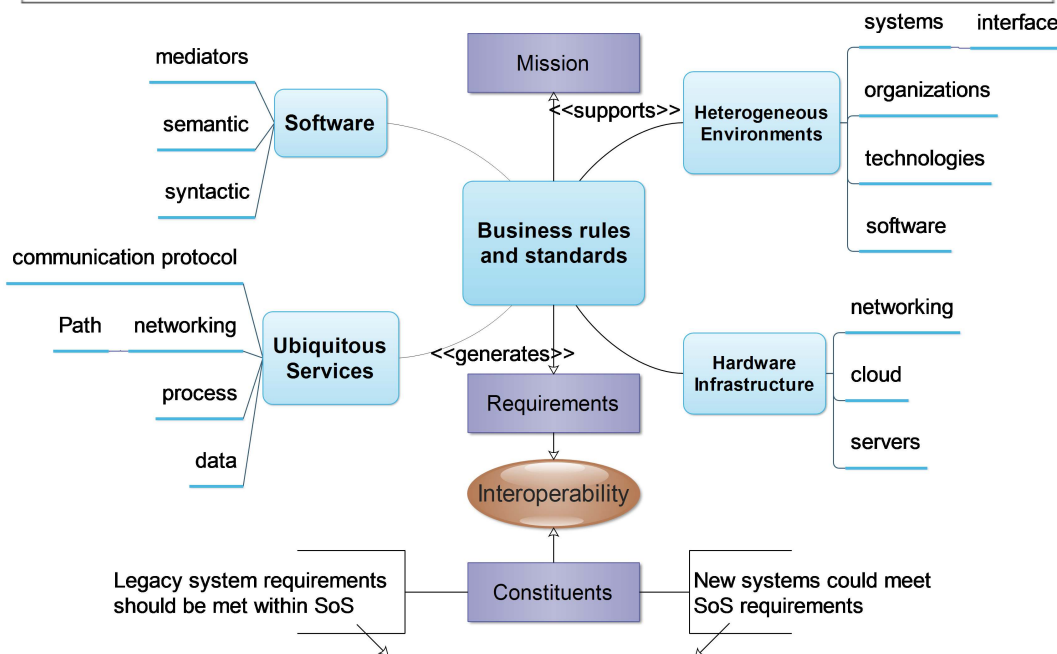 systems
interface
mediators
Mission
organizations
<<supports>>
Heterogeneous
Environments
Software
semantic
technologies
syntactic
software
Business rules
and standards
communication protocol
networking
Path
networking
Ubiquitous
Services
<<generates>>
Hardware
Infrastructure
cloud
process
Requirements
servers
data
Interoperability
Legacy system requirements
should be met within SoS
Constituents
New systems could meet
SoS requirements